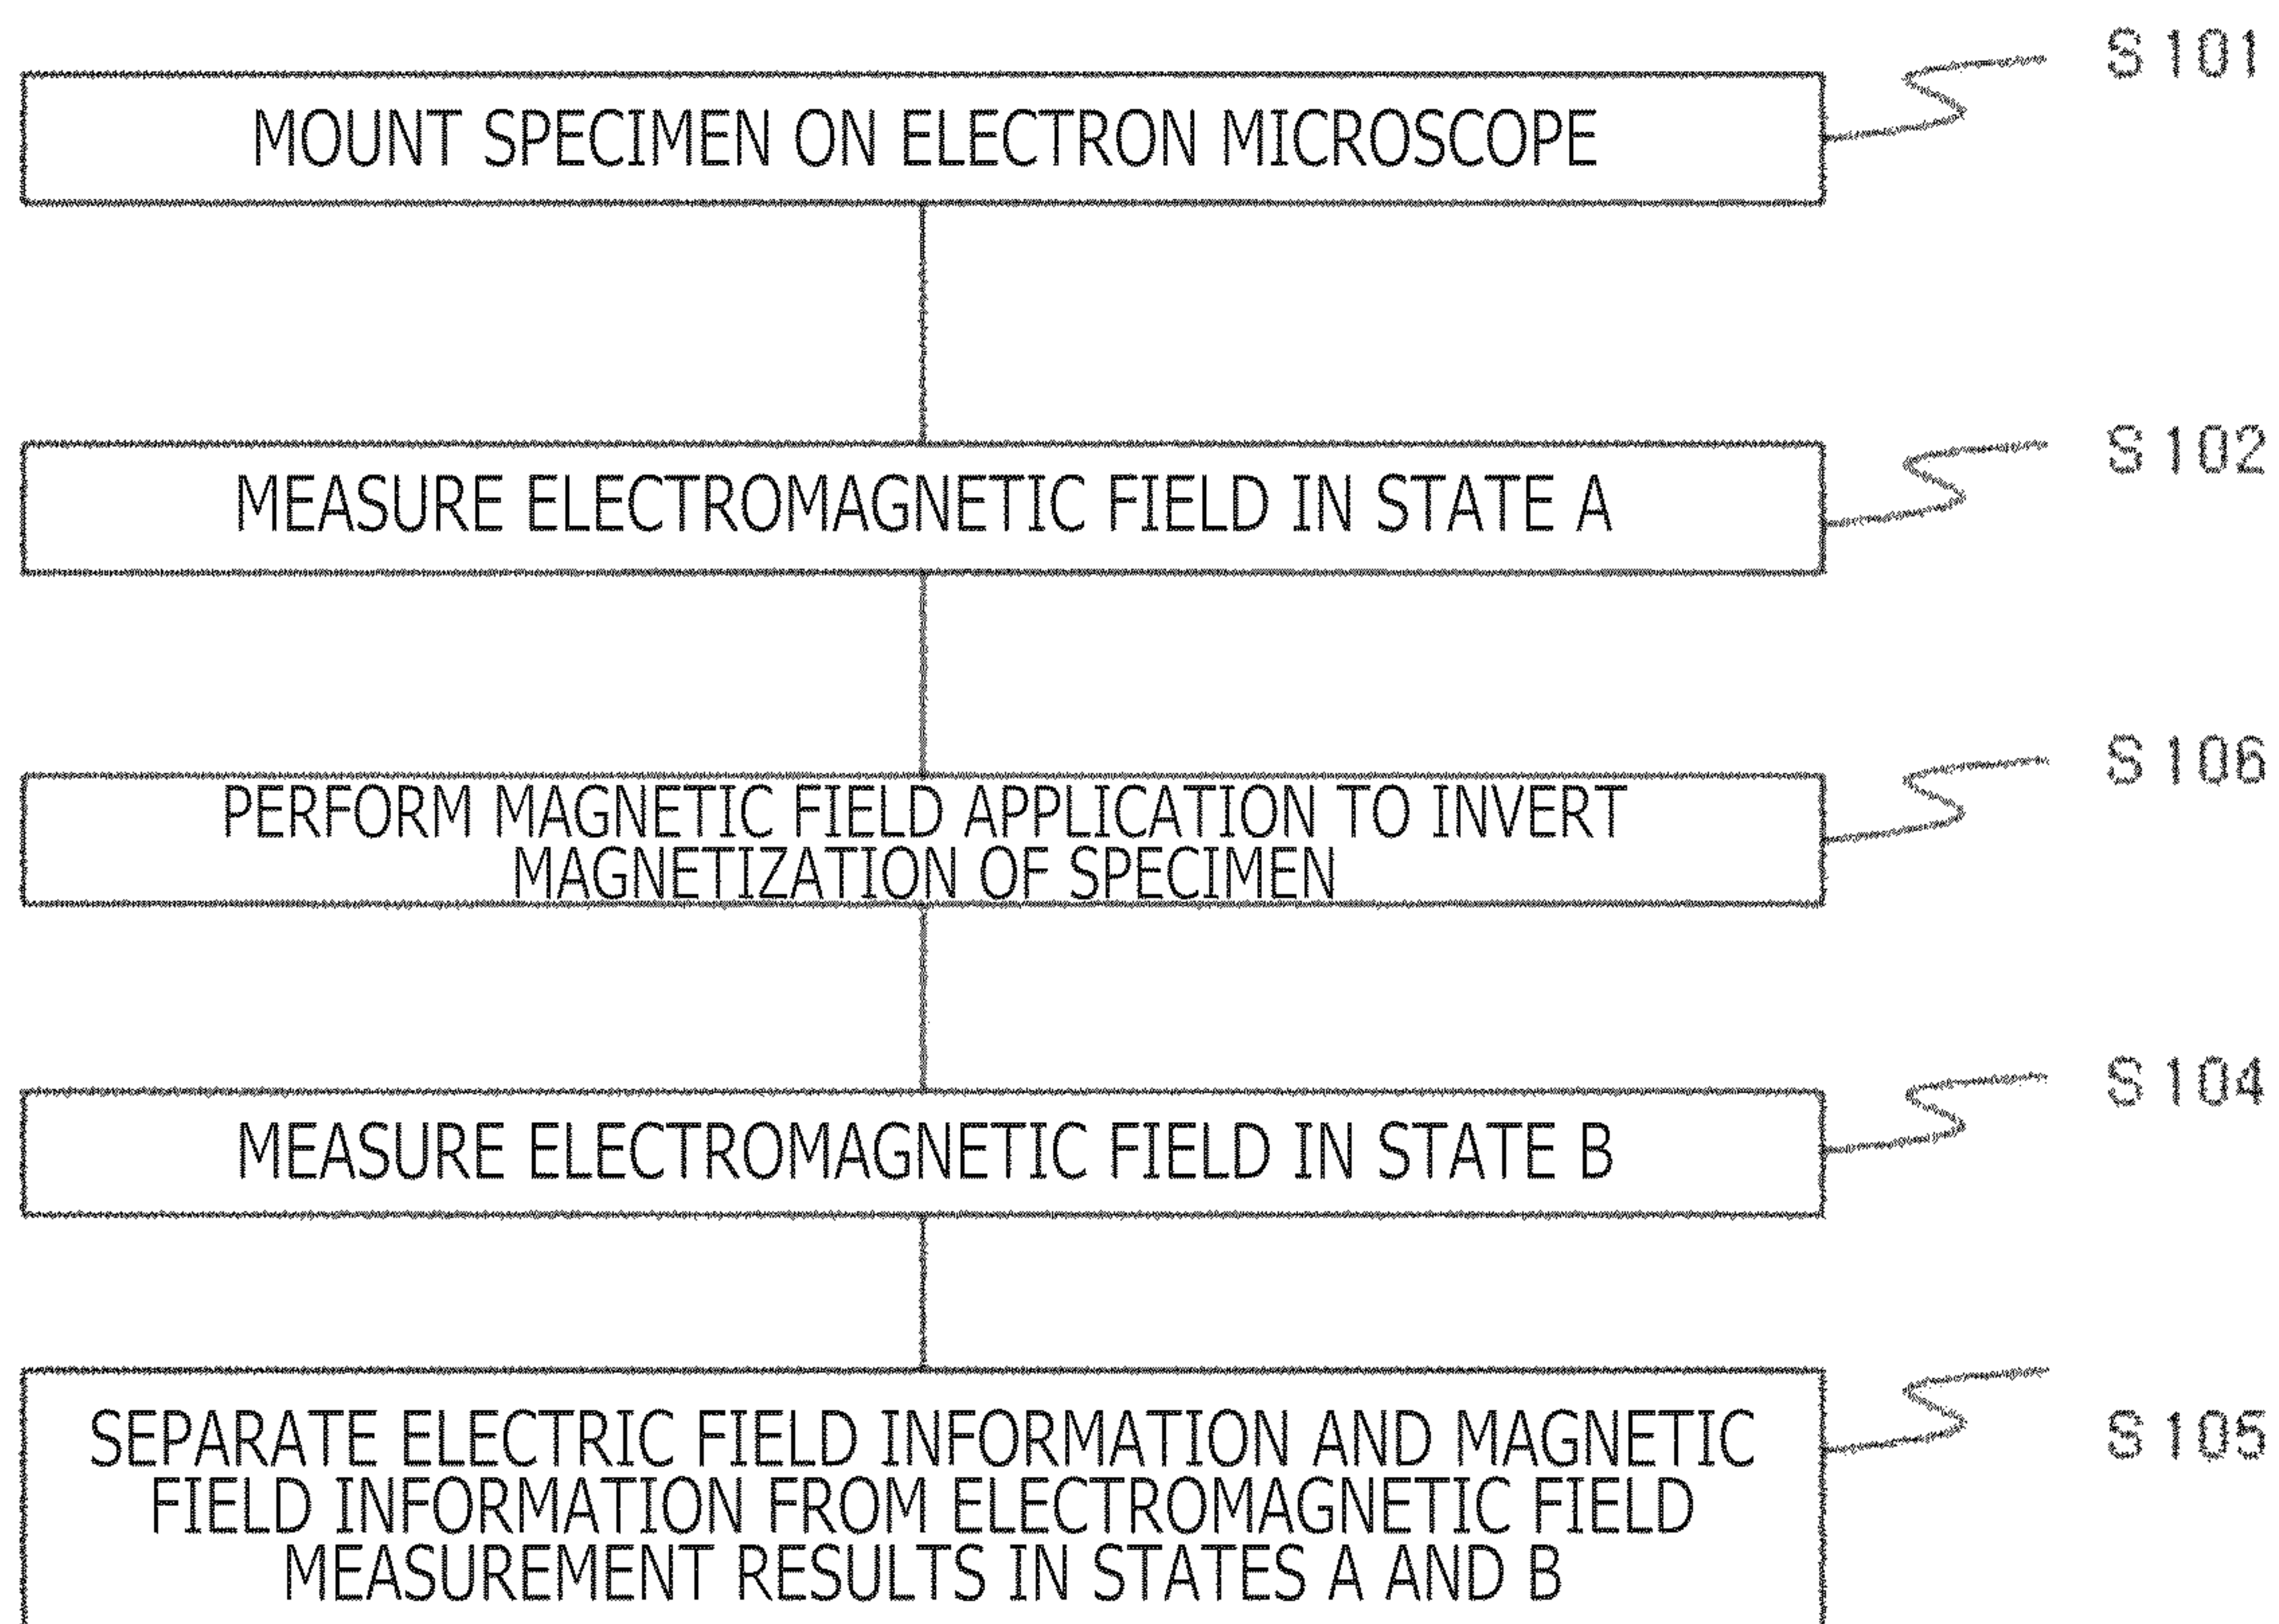 S101
MOUNT SPECIMEN ON ELECTRON MICROSCOPE
S102
MEASURE ELECTROMAGNETIC FIELD IN STATE A
S106
PERFORM MAGNETIC FIELD APPLICATION TO INVERT
MAGNETIZATION OF SPECIMEN
S104
MEASURE ELECTROMAGNETIC FIELD IN STATE B
S105
SEPARATE ELECTRIC FIELD INFORMATION AND MAGNETIC
FIELD INFORMATION FROM ELECTROMAGNETIC FIELD
MEASUREMENT RESULTS IN STATES A AND B